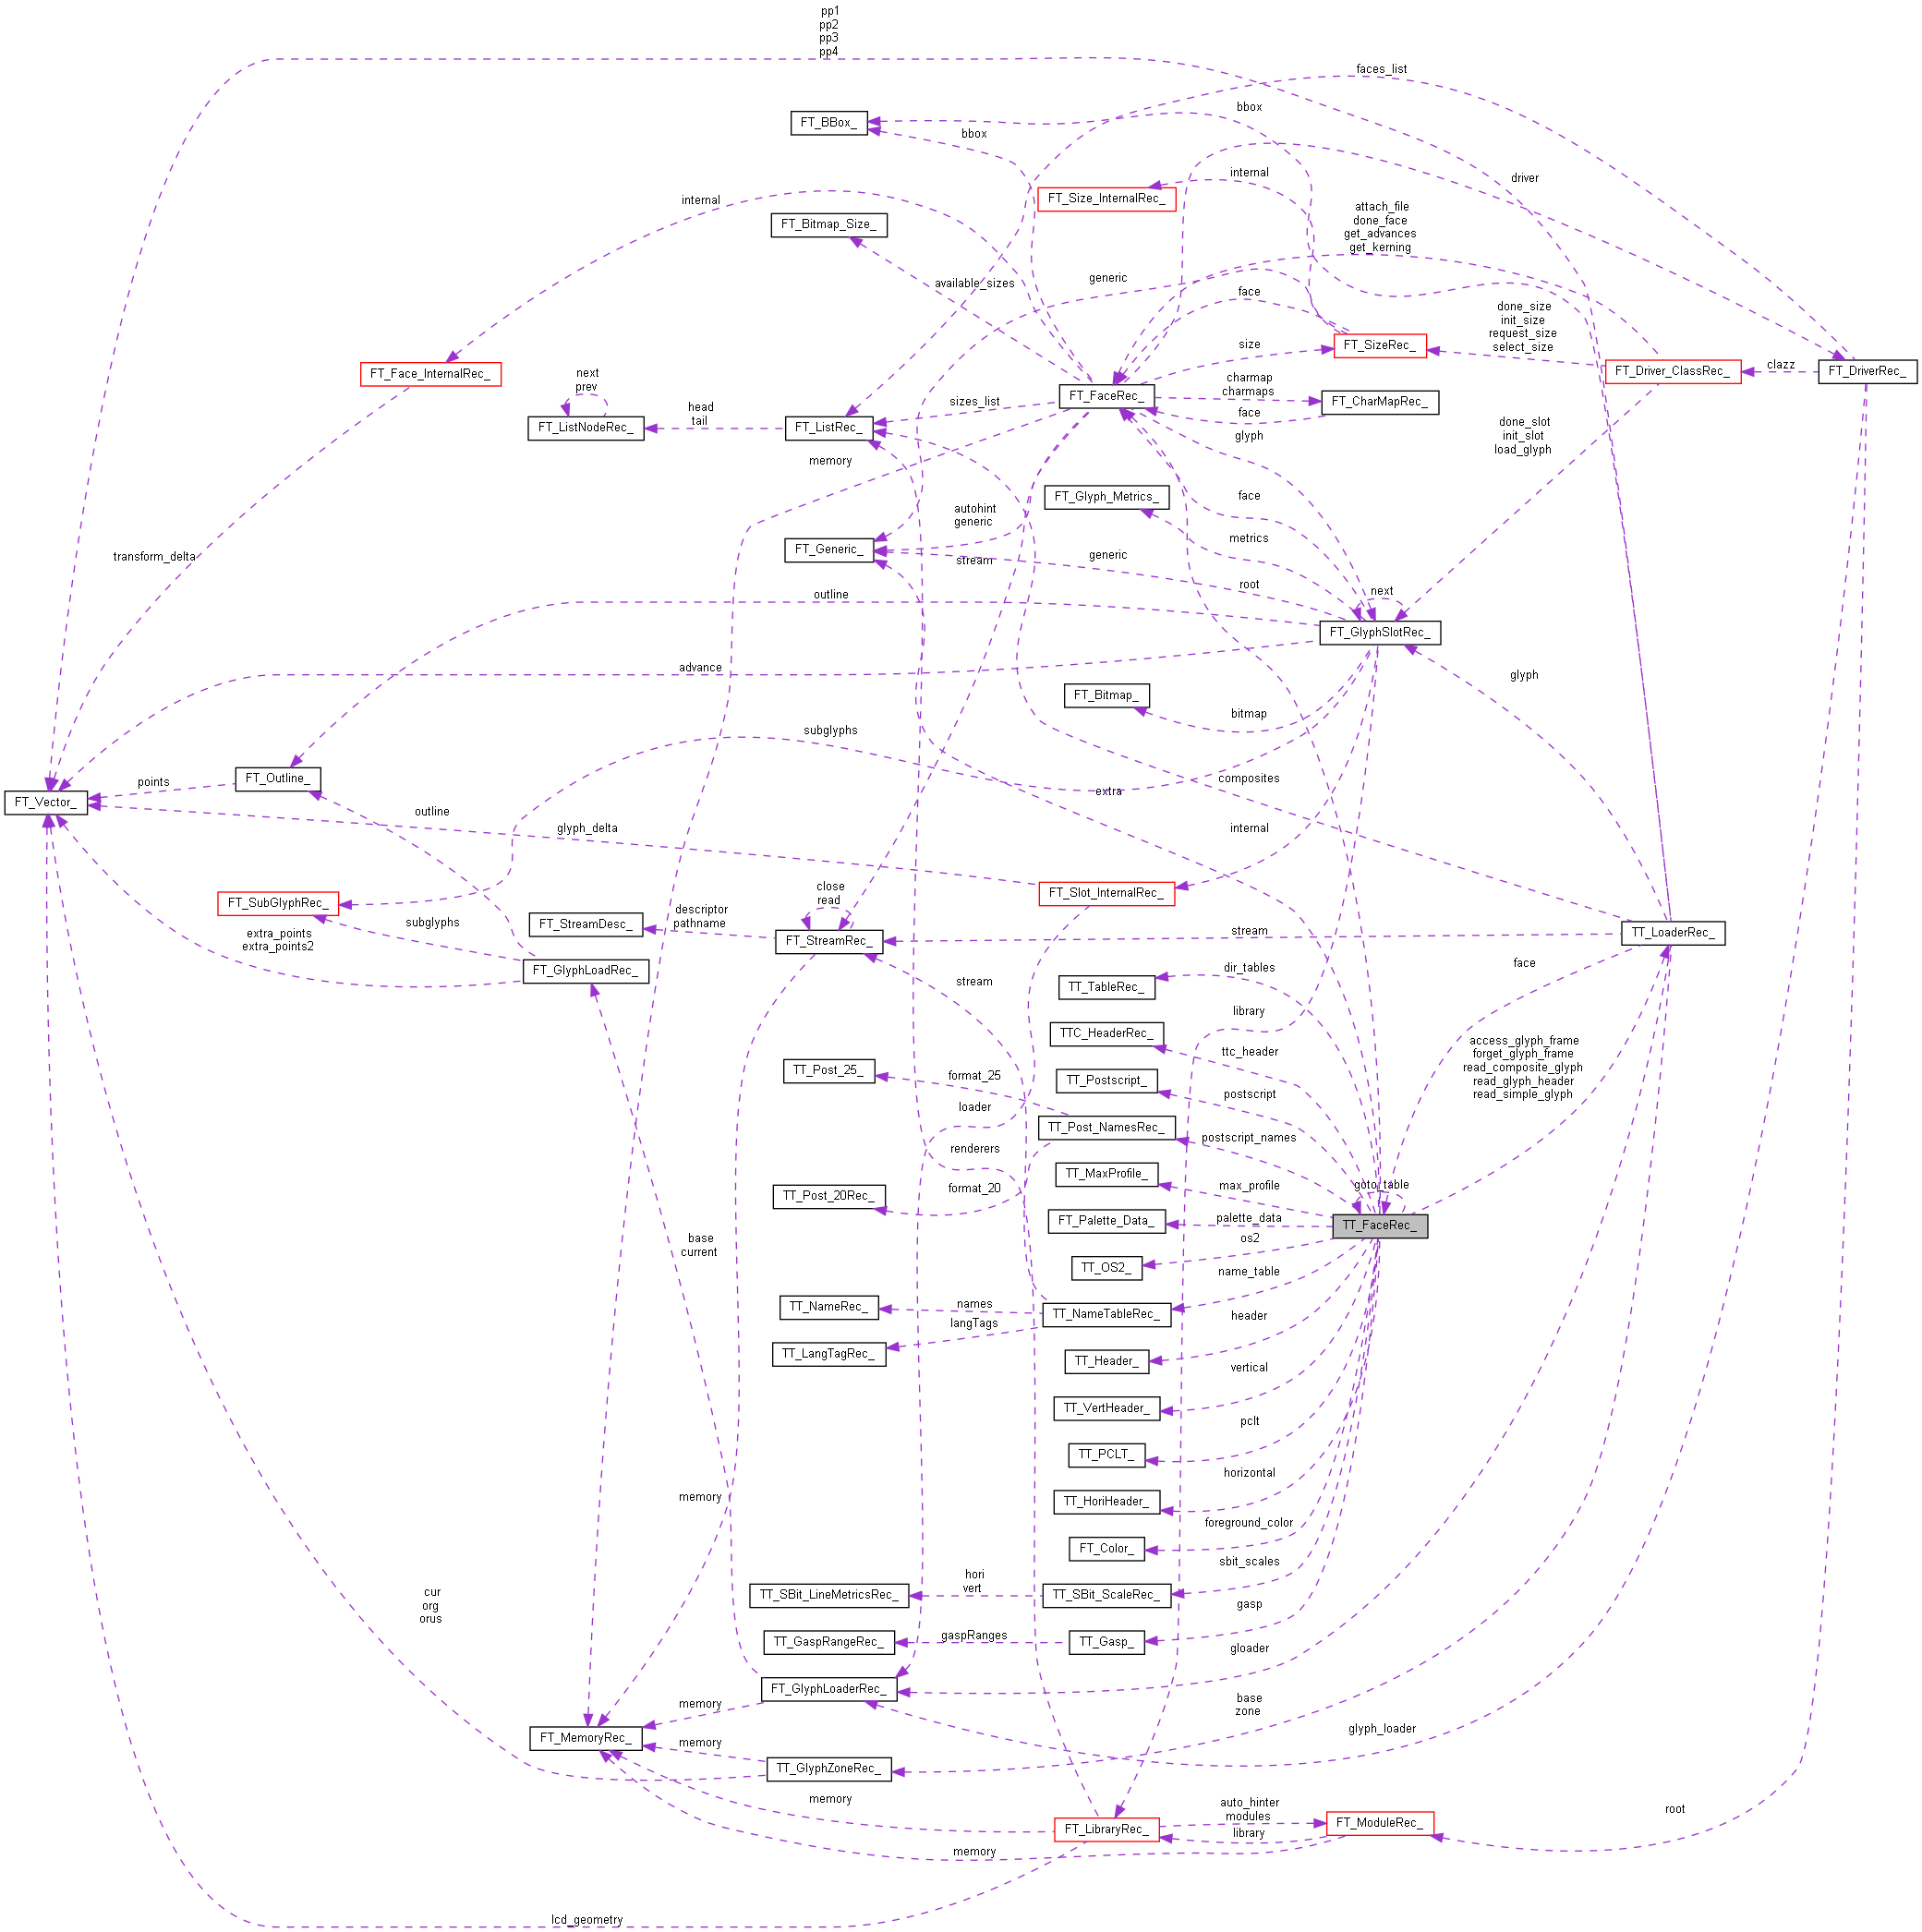 pp1
pp2
pp3
pp4
faces_list
bbox
FT_BBox_
bbox
driver
internal
FT_Size_InternalRec_
internal
FT_Bitmap_Size_
attach_file
done_face
get_advances
get_kerning
available_sizes
generic
face
done_size
init_size
request_size
select_size
size
FT_SizeRec_
clazz
FT_Face_InternalRec_
FT_Driver_ClassRec_
FT_DriverRec_
next
prev
charmap
charmaps
FT_FaceRec_
FT_CharMapRec_
sizes_list
head
tail
face
FT_ListNodeRec_
FT_ListRec_
glyph
done_slot
init_slot
load_glyph
memory
FT_Glyph_Metrics_
face
autohint
generic
metrics
FT_Generic_
transform_delta
stream
generic
root
next
outline
FT_GlyphSlotRec_
advance
glyph
FT_Bitmap_
bitmap
subglyphs
FT_Outline_
points
composites
extra
FT_Vector_
outline
glyph_delta
internal
FT_SubGlyphRec_
close
read
FT_Slot_InternalRec_
descriptor
pathname
subglyphs
FT_StreamDesc_
FT_StreamRec_
stream
TT_LoaderRec_
extra_points
extra_points2
FT_GlyphLoadRec_
stream
dir_tables
face
TT_TableRec_
library
TTC_HeaderRec_
ttc_header
access_glyph_frame
forget_glyph_frame
read_composite_glyph
read_glyph_header
read_simple_glyph
TT_Post_25_
format_25
TT_Postscript_
postscript
loader
TT_Post_NamesRec_
postscript_names
renderers
TT_MaxProfile_
max_profile
goto_table
TT_Post_20Rec_
format_20
FT_Palette_Data_
palette_data
TT_FaceRec_
base
current
os2
TT_OS2_
name_table
TT_NameRec_
names
TT_NameTableRec_
header
langTags
TT_LangTagRec_
TT_Header_
vertical
TT_VertHeader_
pclt
TT_PCLT_
horizontal
memory
TT_HoriHeader_
foreground_color
FT_Color_
sbit_scales
hori
vert
TT_SBit_LineMetricsRec_
TT_SBit_ScaleRec_
gasp
cur
org
orus
TT_GaspRangeRec_
gaspRanges
TT_Gasp_
gloader
FT_GlyphLoaderRec_
memory
base
zone
FT_MemoryRec_
memory
glyph_loader
TT_GlyphZoneRec_
memory
auto_hinter
modules
root
FT_LibraryRec_
library
FT_ModuleRec_
memory
lcd_geometry